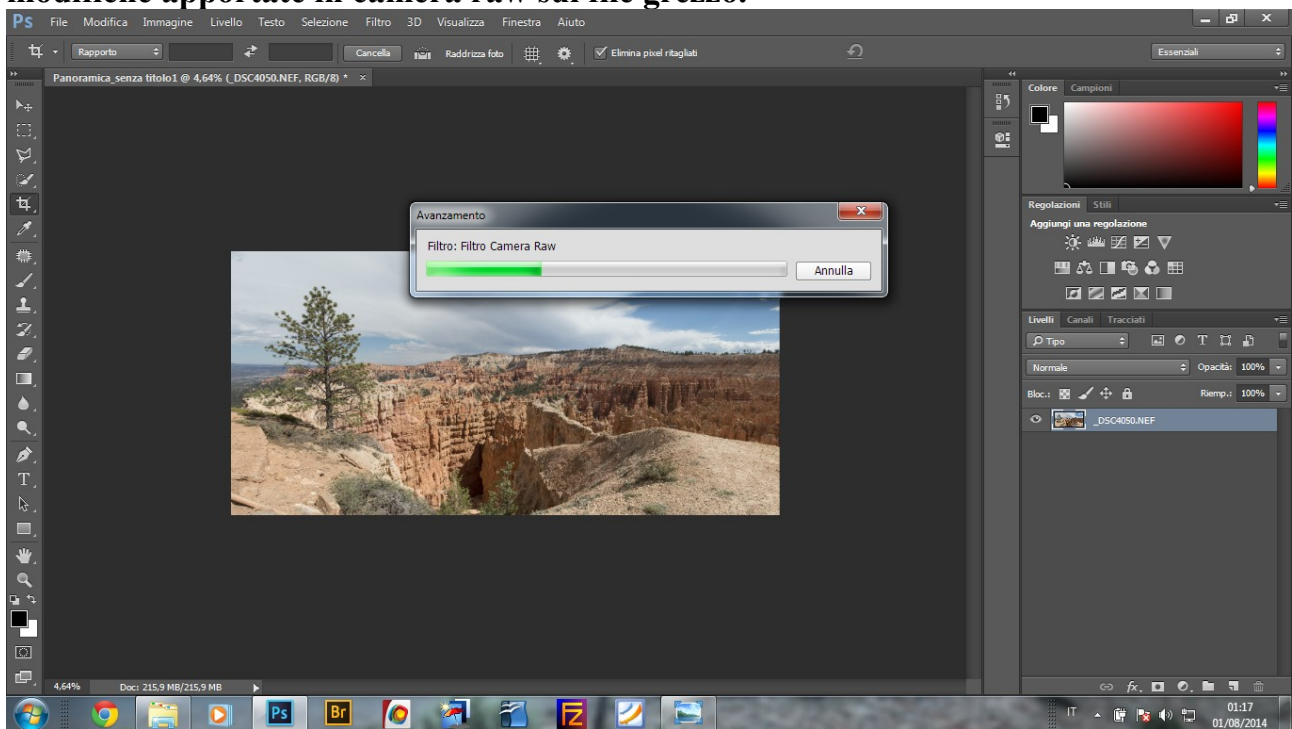 modifiche apportate in camera raw sul file grezzo.
Ps File Modifica Immagine Livello Testo Selezione Filtro 3D Visualizza Finestra Aiuto
Rapporto Cancella Raddrizza foto Elimina pixel ritagliati Essenziali
Panoramica_senza titolo1 @ 4,64% (_DSC4050.NEF, RGB/8) * ×
Colore Campioni
Avanzamento
Filtro: Filtro Camera Raw
Annulla
Regolazioni Stili
Aggiungi una regolazione
Livelli Canali Tracciati
Tipo
Normale Opacità: 100%
Bloc.: Riemp.: 100%
_DSC4050.NEF
4,64% Doc: 215,9 MB/215,9 MB
fx
Ps Br
IT 01:17
01/08/2014